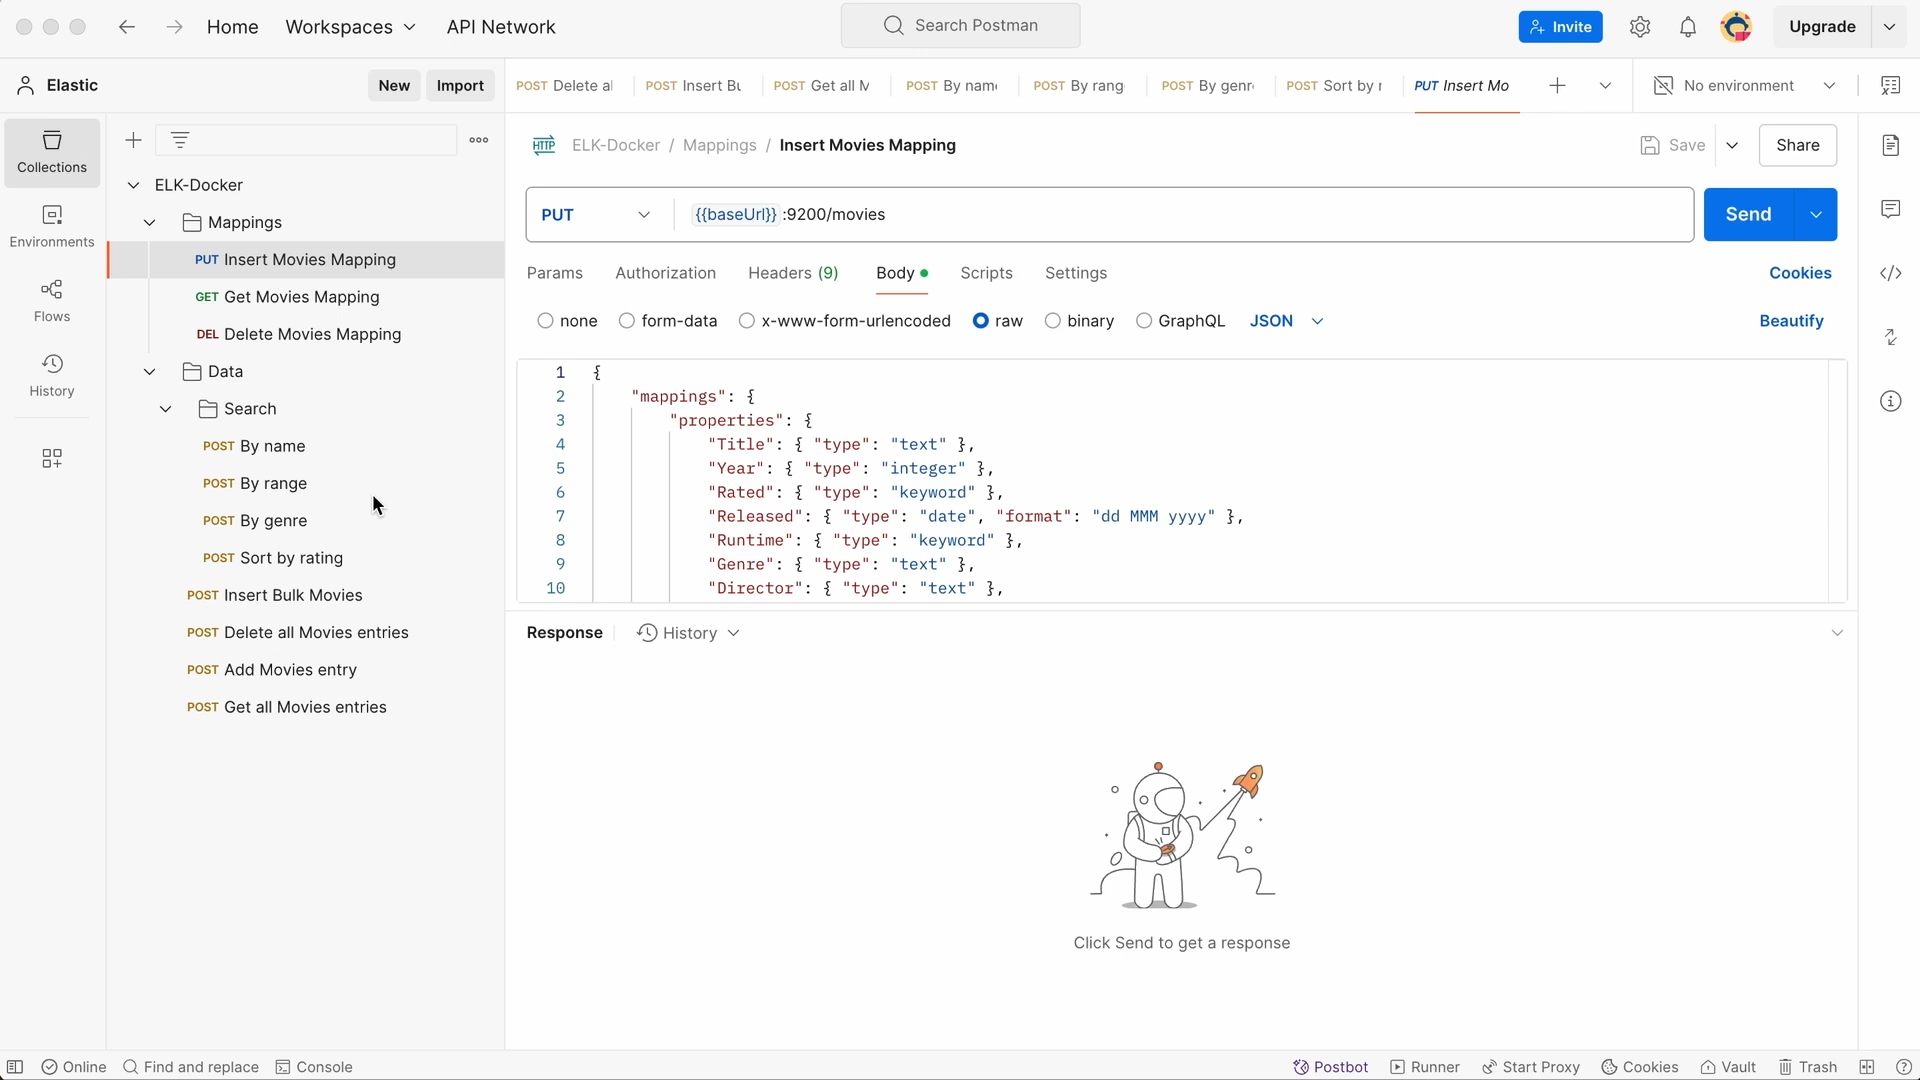 Home Workspaces API Network
Search Postman
Invite
Upgrade
Elastic
New Import
POST Delete al
POST Insert Bu
POST Get all M
POST By name
POST By rang
POST By genre
POST Sort by r
PUT Insert Mo
No environment
Collections
Environments
Flows
History
ELK-Docker
Mappings
PUT Insert Movies Mapping
GET Get Movies Mapping
DEL Delete Movies Mapping
Data
Search
POST By name
POST By range
POST By genre
POST Sort by rating
POST Insert Bulk Movies
POST Delete all Movies entries
POST Add Movies entry
POST Get all Movies entries
HTTP ELK-Docker / Mappings / Insert Movies Mapping
Save
Share
PUT {{baseUrl}} :9200/movies
Send
Params Authorization Headers (9) Body Scripts Settings
Cookies
none form-data x-www-form-urlencoded raw binary GraphQL JSON
Beautify
1 {
2 "mappings": {
3 "properties": {
4 "Title": { "type": "text" },
5 "Year": { "type": "integer" },
6 "Rated": { "type": "keyword" },
7 "Released": { "type": "date", "format": "dd MMM yyyy" },
8 "Runtime": { "type": "keyword" },
9 "Genre": { "type": "text" },
10 "Director": { "type": "text" },
Response History
Click Send to get a response
Online Find and replace Console
Postbot Runner Start Proxy Cookies Vault Trash